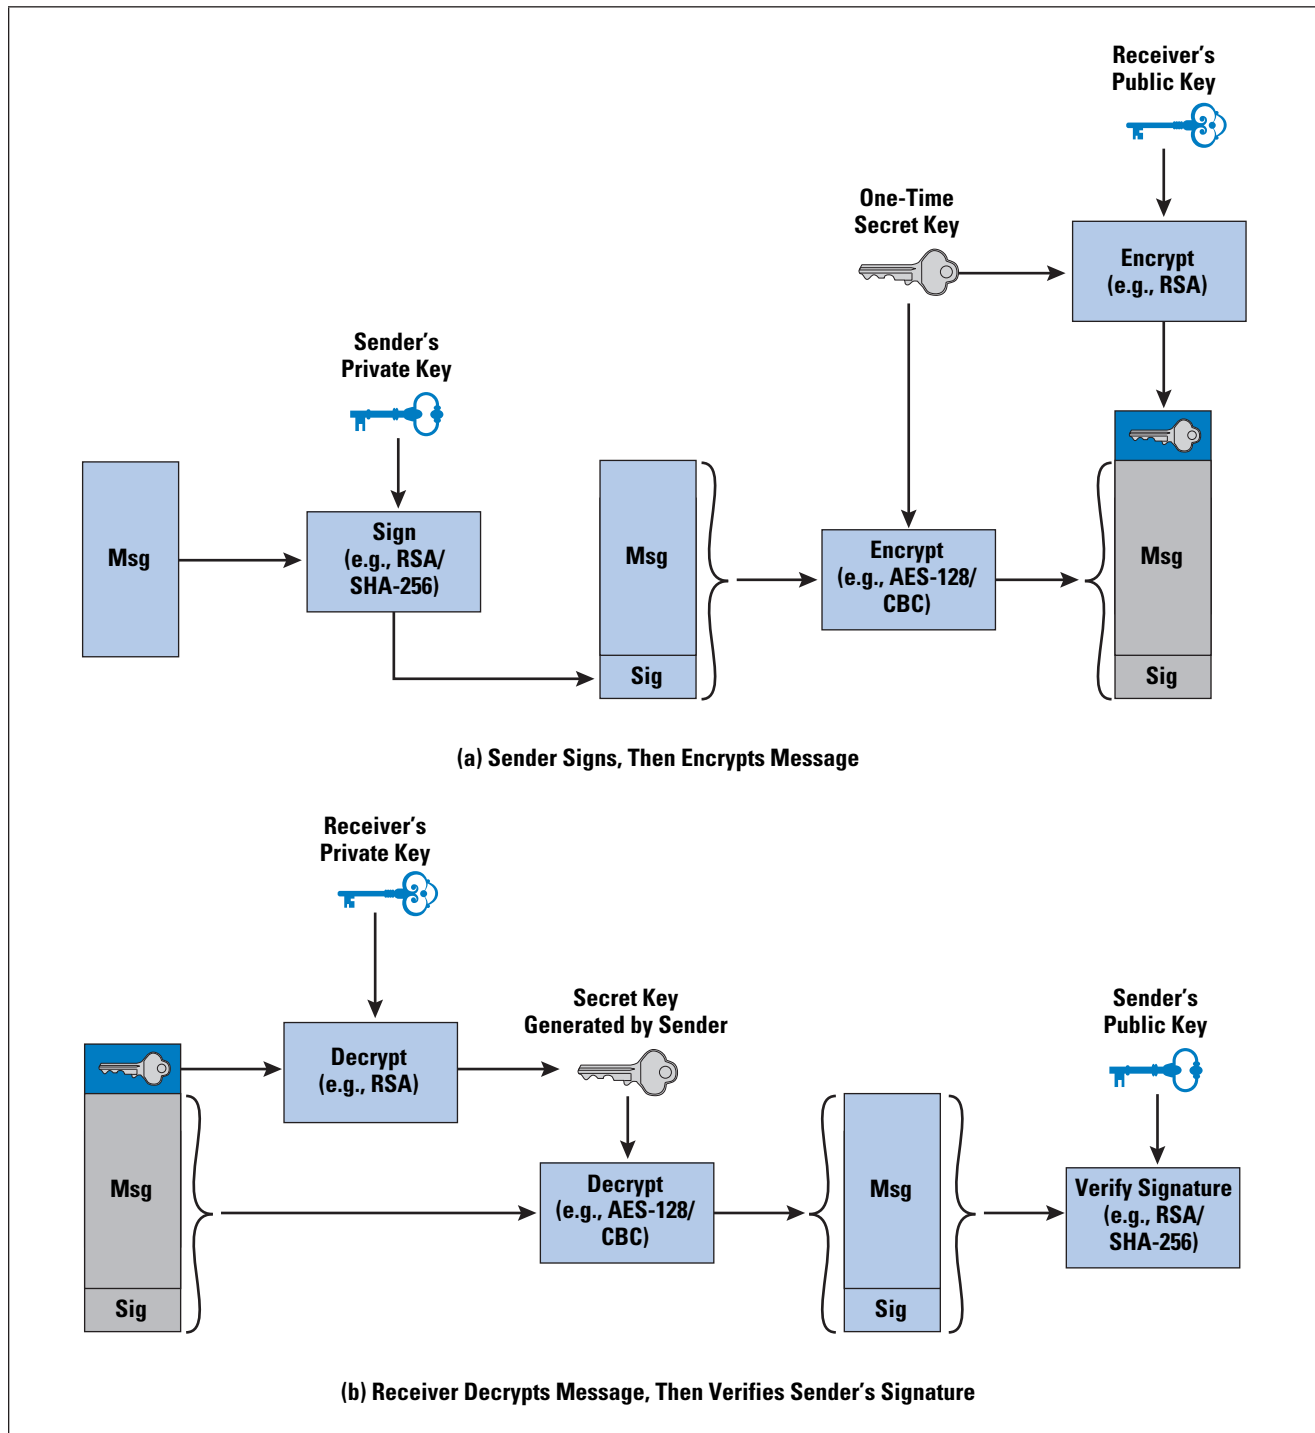 Receiver's
Public Key
One-Time
Secret Key
Encrypt
(e.g., RSA)
Sender's
Private Key
Msg
Sign
(e.g., RSA/
SHA-256)
Msg
Sig
Encrypt
(e.g., AES-128/
CBC)
Msg
Sig
(a) Sender Signs, Then Encrypts Message
Receiver's
Private Key
Decrypt
(e.g., RSA)
Secret Key
Generated by Sender
Sender's
Public Key
Msg
Sig
Decrypt
(e.g., AES-128/
CBC)
Msg
Sig
Verify Signature
(e.g., RSA/
SHA-256)
(b) Receiver Decrypts Message, Then Verifies Sender's Signature